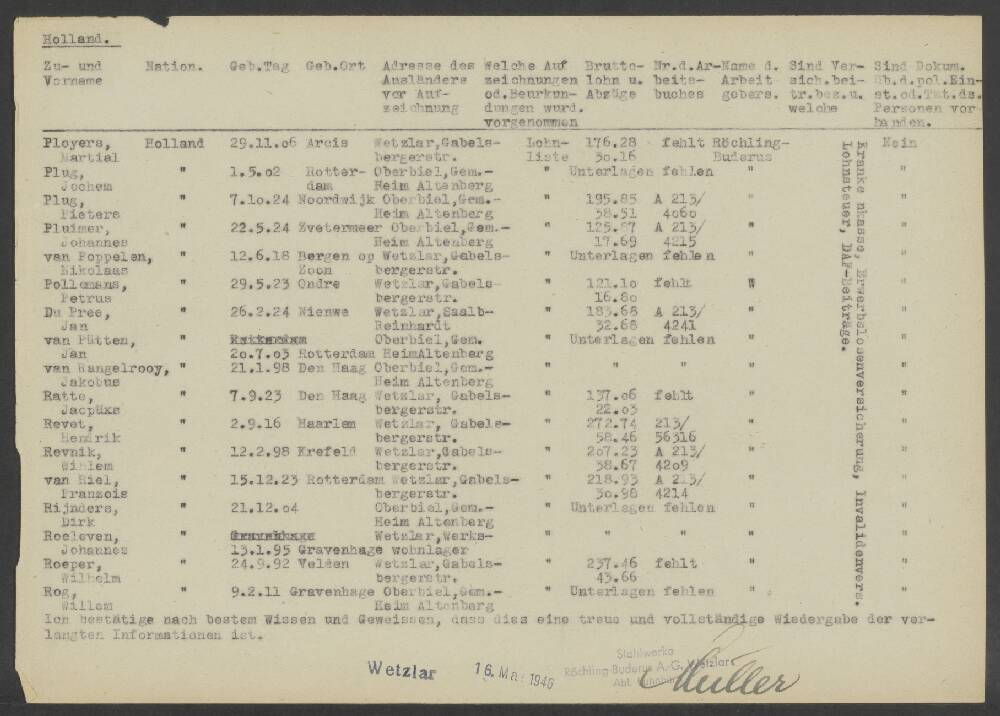 Holland.
Zu- und Nation. Geb.Tag Geb.Ort Adresse des Welche Auf Brutto- Nr.d.Ar- Name d. Sind Ver- Sind Dokum.
Vorname Ausländers zeichnungen lohn u. beits- Arbeit sich.bei- üb.d.pol.Ein-
vor Auf- od.Beurkun- Abzüge buches gebers. tr.bez.u. st.od.Tät.ds.
zeichnung dungen wurd. welche Personen vor
vorgenommen handen.
Ployers, Holland 29.11.06 Arcis Wetzlar,Gabels- Lohn- 176.28 fehlt Röchling- Nein
Martial bergerstr. liste 30.16 Buderus
Plug, " 1.5.02 Rotter- Oberbiel,Gem.- " Unterlagen fehlen " "
Jochem dam Heim Altenberg
Plug, " 7.10.24 Noordwijk Oberbiel,Gem.- " 195.85 A 213/ " "
Pieters Heim Altenberg 58.51 4060
Pluimer, " 22.5.24 Zvetermeer Oberbiel,Gem.- " 125.87 A 213/ " "
Johannes Heim Altenberg 17.69 4215
van Poppelen, " 12.6.18 Bergen op Wetzlar,Gabels- " Unterlagen fehlen " "
Nikolaas Zoon bergerstr.
Pollemans, " 29.5.23 Ondre Wetzlar,Gabels- " 121.10 fehlt " "
Petrus bergerstr. 16.80
Du Pree, " 26.2.24 Nienwe Wetzlar,Saalb- " 183.68 A 213/ " "
Jan Reinhardt 32.68 4241
van Pütten, " Oberbiel,Gem. " Unterlagen fehlen " "
Jan 20.7.03 Rotterdam HeimAltenberg
van Rangelrooy, " 21.1.98 Den Haag Oberbiel,Gem.- " " " " "
Jakobus Heim Altenberg
Ratte, " 7.9.23 Den Haag Wetzlar, Gabels- " 137.06 fehlt " "
bergerstr. 22.03
Revet, " 2.9.16 Haarlem Wetzlar, Gabels- " 272.74 213/ " "
Hendrik bergerstr. 58.46 56316
Revnik, " 12.2.98 Krefeld Wetzlar,Gabels- " 207.23 A 213/ " "
Wihlem bergerstr. 38.67 4209
van Riel, " 15.12.23 Rotterdam Wetzlar,Gabels- " 218.93 A 213/ " "
Franzois bergerstr. 30.98 4214
Rijnders, " 21.12.04 Oberbiel,Gem.- " Unterlagen fehlen " "
Dirk Heim Altenberg
Roeleven, " Gravenhage Wetzlar,Werks- " " " " "
Johannes 13.1.95 Gravenhage wohnlager
Roeper, " 24.9.92 Velden Wetzlar,Gabels- " 237.46 fehlt " "
Wilhelm bergerstr. 43.66
Rog, " 9.2.11 Gravenhage Oberbiel,Gem.- " Unterlagen fehlen " "
Willem Heim Altenberg
Kranke nkasse, Erwerbslosenversicherung, Invalidenvers.
Lohnsteuer, DAF-Beiträge.
Ich bestätige nach bestem Wissen und Geweissen, dass dies eine treue und vollständige Wiedergabe der ver-
langten Informationen ist.
Wetzlar 16. Mai 1946
Stahlwerke
Röchling-Buderus A.-G. Wetzlar
Abt.
Müller